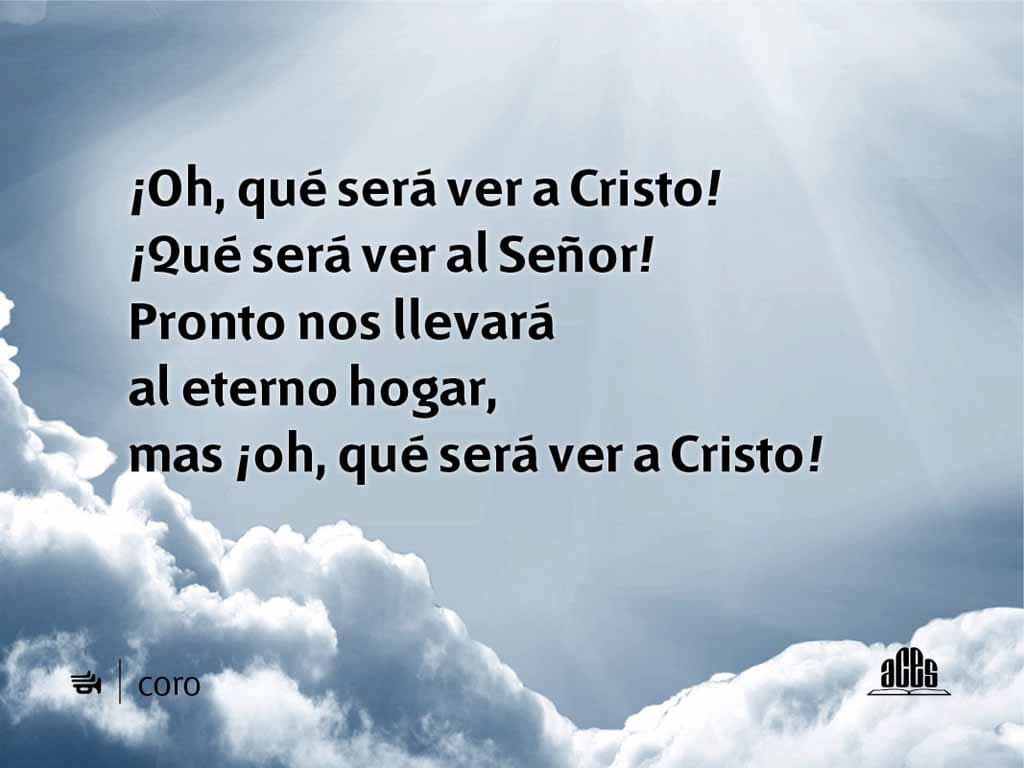 ¡Oh, qué será ver a Cristo!
¡Qué será ver al Señor!
Pronto nos llevará
al eterno hogar,
mas ¡oh, qué será ver a Cristo!
coro
aces